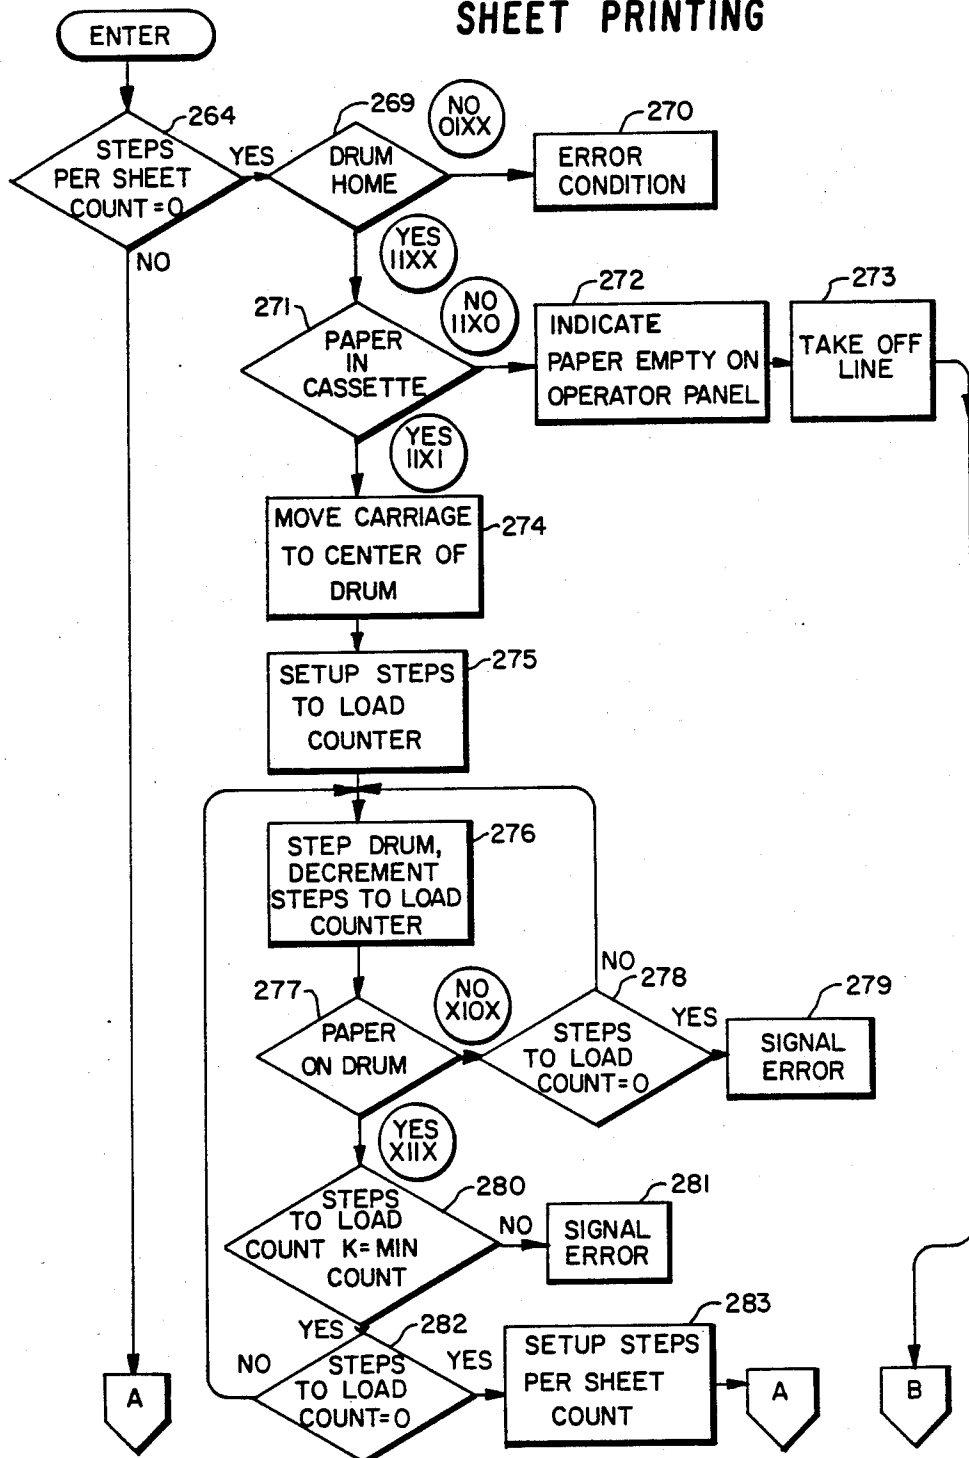 SHEET PRINTING
ENTER
264
STEPS
PER SHEET
COUNT=0
YES
NO
269
DRUM
HOME
NO
01XX
270
ERROR
CONDITION
YES
11XX
271
PAPER
IN
CASSETTE
NO
11X0
272
INDICATE
PAPER EMPTY ON
OPERATOR PANEL
273
TAKE OFF
LINE
YES
11X1
MOVE CARRIAGE
TO CENTER OF
DRUM
274
SETUP STEPS
TO LOAD
COUNTER
275
STEP DRUM,
DECREMENT
STEPS TO LOAD
COUNTER
276
277
PAPER
ON DRUM
NO
X10X
NO
278
STEPS
TO LOAD
COUNT=0
YES
279
SIGNAL
ERROR
YES
X11X
280
STEPS
TO LOAD
COUNT K=MIN
COUNT
NO
281
SIGNAL
ERROR
YES
282
STEPS
TO LOAD
COUNT=0
NO
YES
283
SETUP STEPS
PER SHEET
COUNT
A
A
B